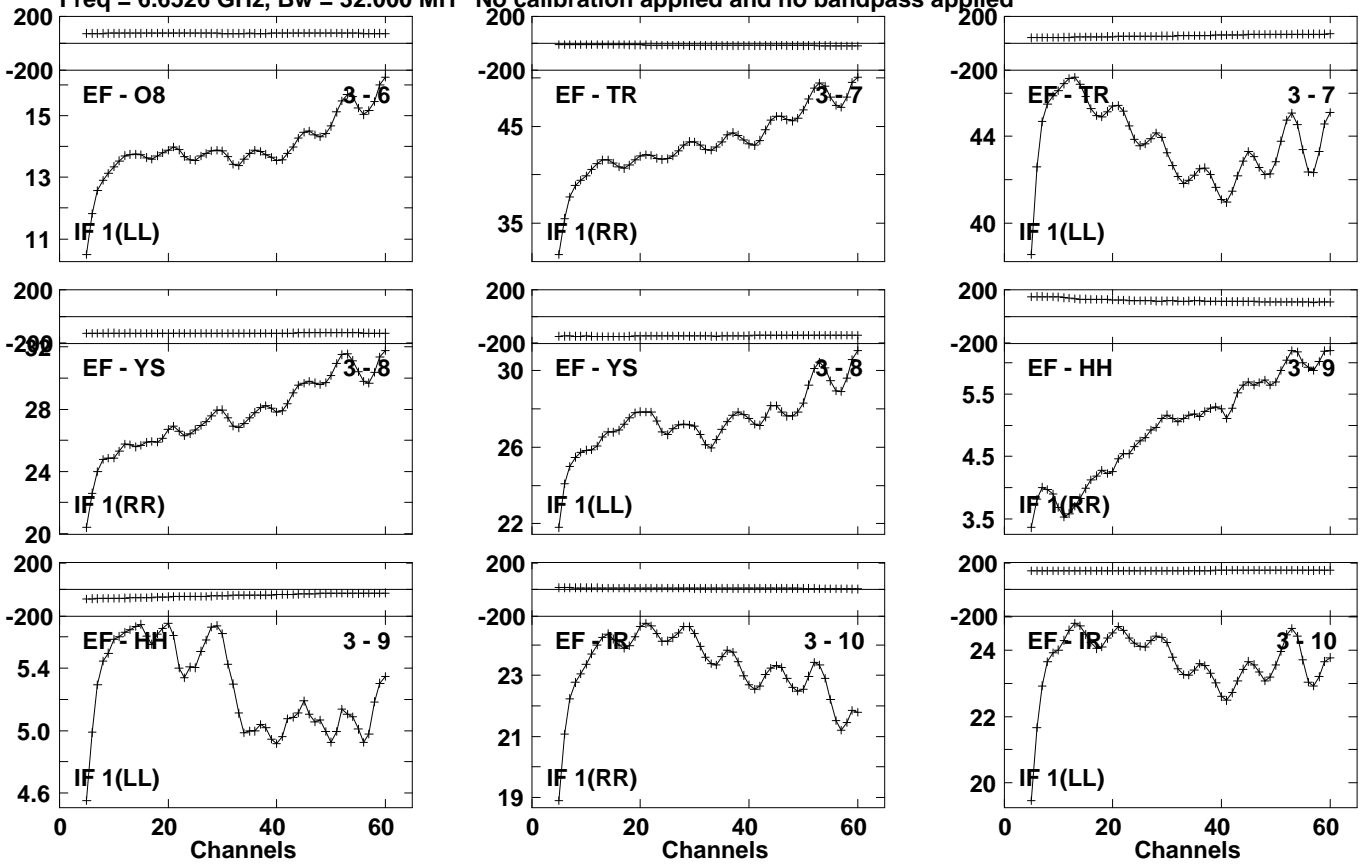 Freq = 6.6526 GHz, Bw = 32.000 MH No calibration applied and no bandpass applied
200
-200
EF - O8 3 - 6
15
13
11
IF 1(LL)
EF - TR 3 - 7
45
35
IF 1(RR)
200
-200
EF - TR 3 - 7
44
40
IF 1(LL)
200
-200
32
EF - YS 3 - 8
28
24
20
IF 1(RR)
200
-200
EF - YS 3 - 8
30
26
22
IF 1(LL)
200
-200
EF - HH 3 - 9
5.5
4.5
3.5
IF 1(RR)
200
-200
EF - HH 3 - 9
5.4
5.0
4.6
IF 1(LL)
0 20 40 60
Channels
200
-200
EF - IR 3 - 10
23
21
19
IF 1(RR)
0 20 40 60
Channels
200
-200
EF - IR 3 - 10
24
22
20
IF 1(LL)
0 20 40 60
Channels